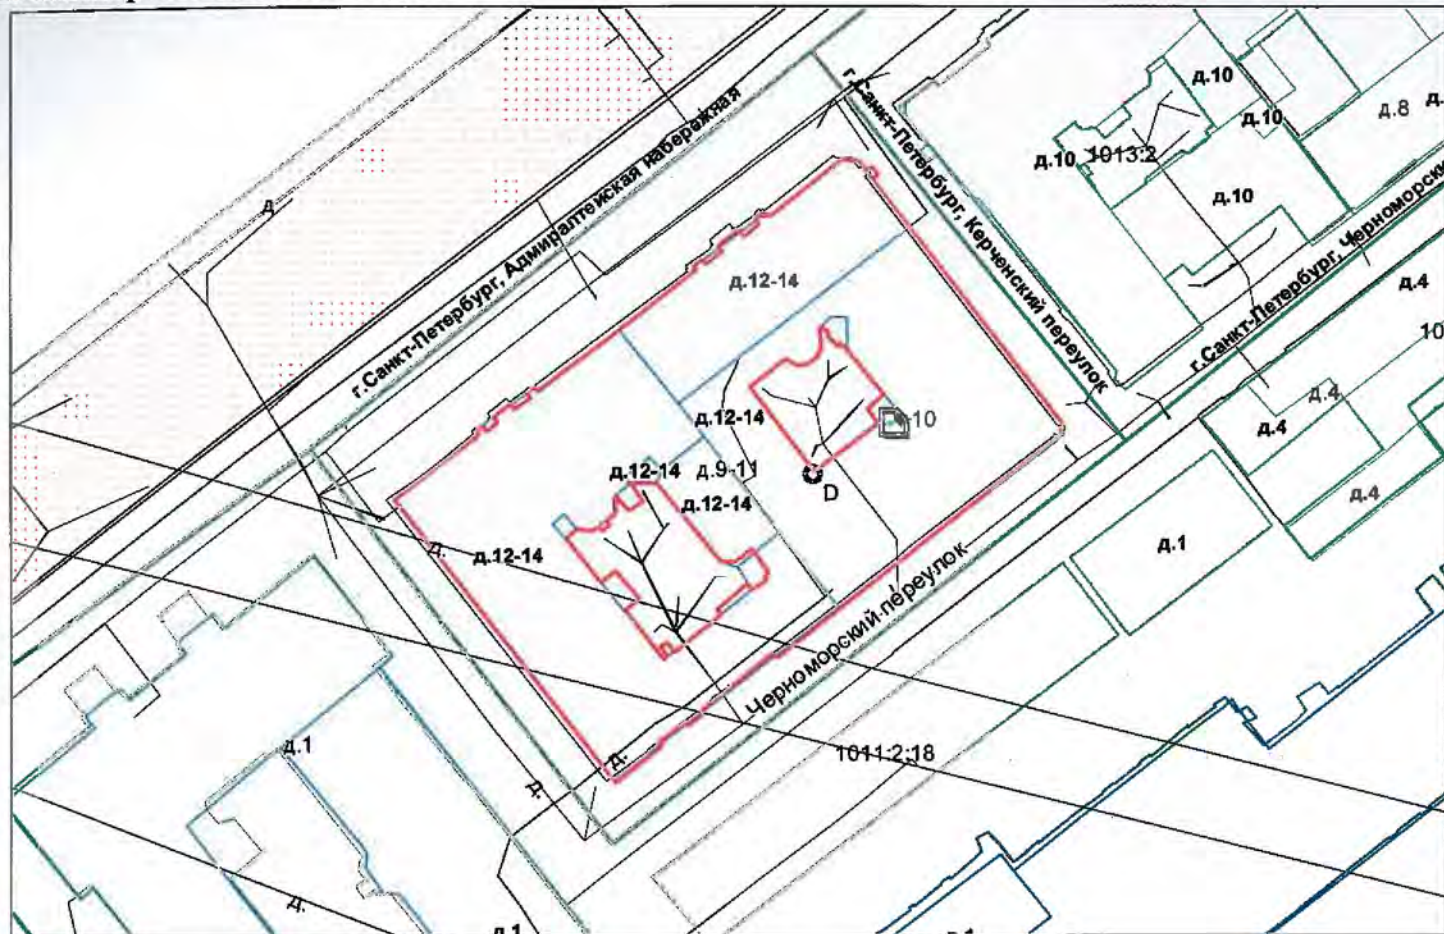 г.Санкт-Петербург, Адмиралтейская набережная
г.Санкт-Петербург, Керченский переулок
д.10
д.10
д.8
д.
д.10
1013:2
д.10
г.Санкт-Петербург, Черноморски
д.
д.12-14
д.4
10
д.4
д.4
д.12-14
10
д.12-14
д.9-11
д.12-14
D
д.4
д.
д.12-14
д.1
Черноморский переулок
д.1
1011:2:18
д.
д.
д.
д.1
д.1